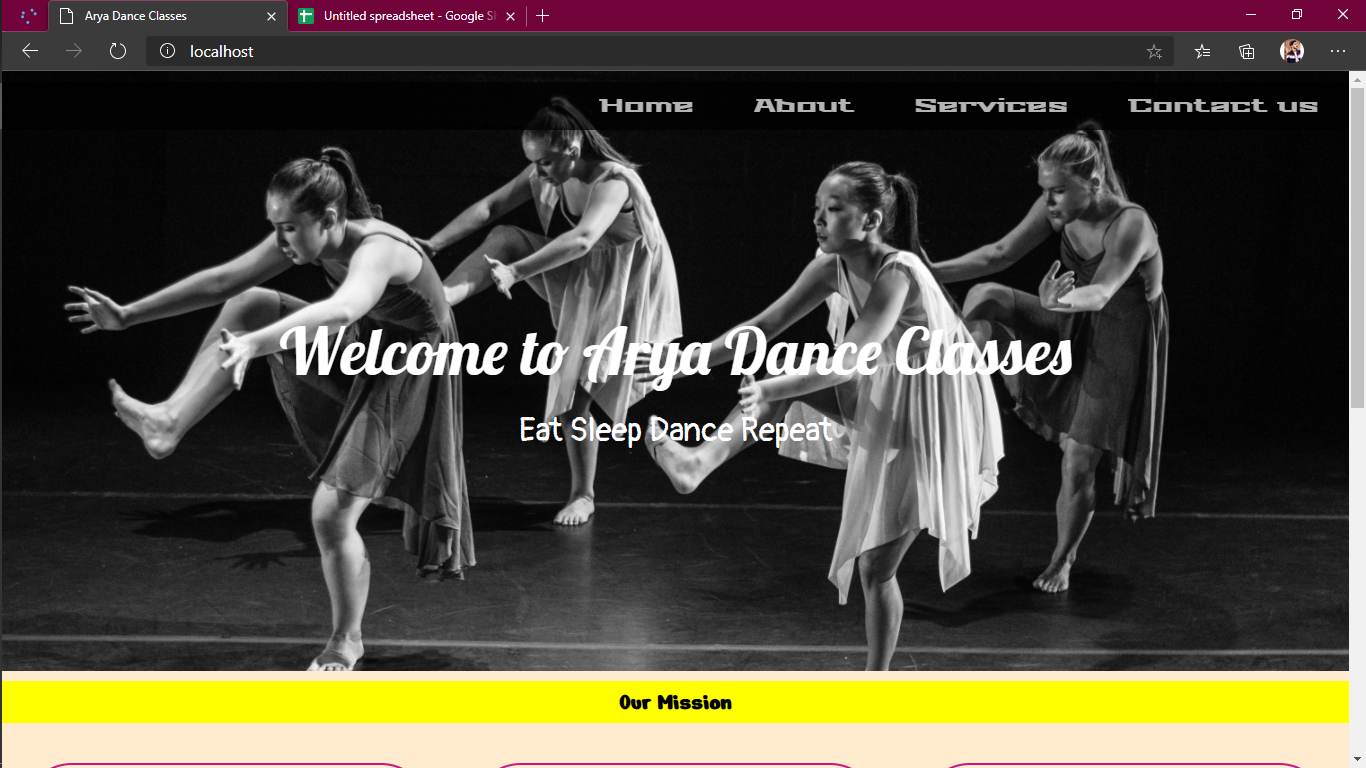 Arya Dance Classes
Untitled spreadsheet - Google S
localhost
Home About Services Contact us
Welcome to Arya Dance Classes
Eat Sleep Dance Repeat
Our Mission